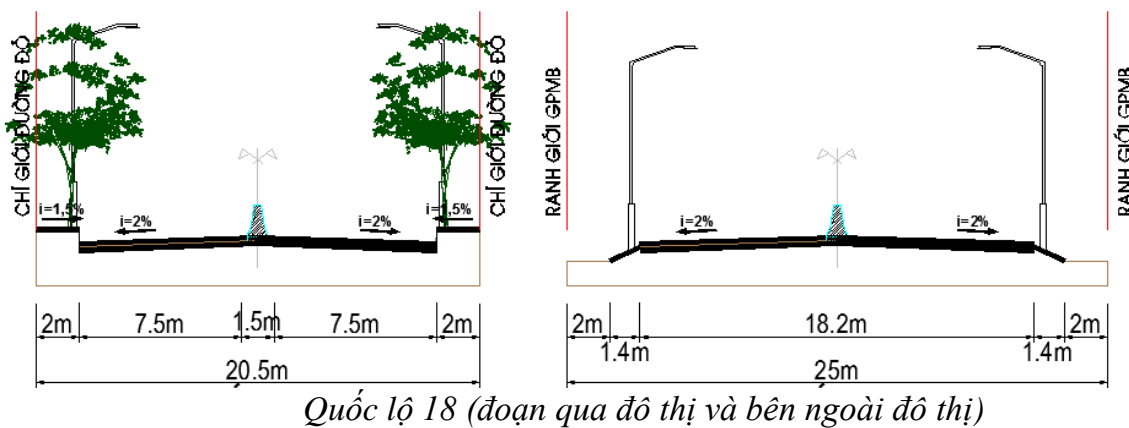 CHỈ GIỚI ĐƯỜNG ĐỎ
CHỈ GIỚI ĐƯỜNG ĐỎ
i=1,5%
i=2%
i=2%
i=1,5%
2m
7.5m
1.5m
7.5m
2m
20.5m
RANH GIỚI GPMB
RANH GIỚI GPMB
i=2%
i=2%
2m
1.4m
18.2m
1.4m
2m
25m
Quốc lộ 18 (đoạn qua đô thị và bên ngoài đô thị)